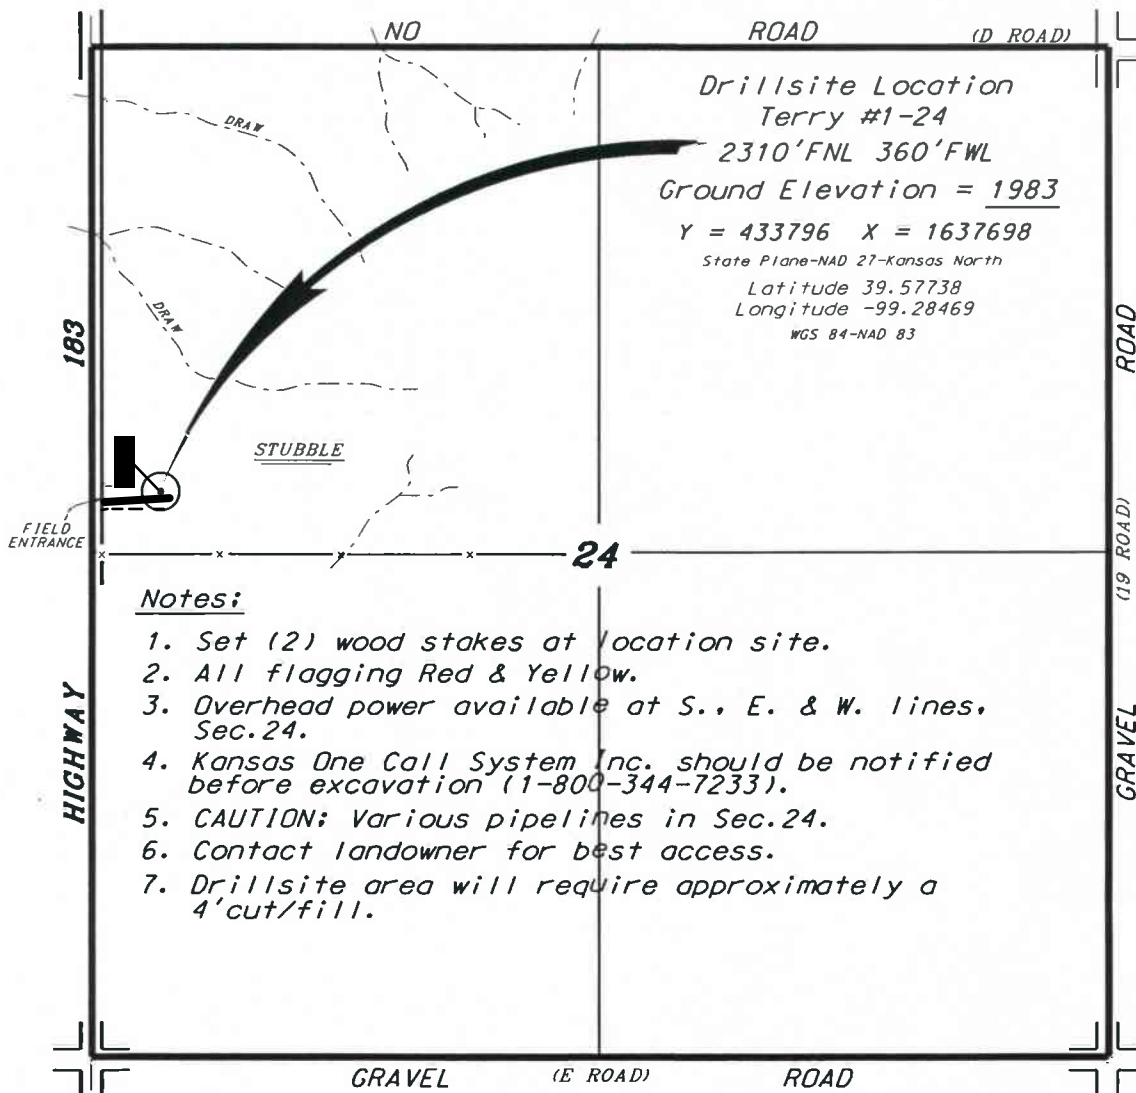 NO ROAD (D ROAD)
Drillsite Location
Terry #1-24
2310'FNL 360'FWL
Ground Elevation = 1983
Y = 433796 X = 1637698
State Plane-NAD 27-Kansas North
Latitude 39.57738
Longitude -99.28469
WGS 84-NAD 83
DRAW
DRAW
183
ROAD
STUBBLE
FIELD
ENTRANCE
x x x x
24
(19 ROAD)
Notes:
1. Set (2) wood stakes at location site.
2. All flagging Red & Yellow.
3. Overhead power available at S., E. & W. lines,
Sec.24.
4. Kansas One Call System Inc. should be notified
before excavation (1-800-344-7233).
5. CAUTION: Various pipelines in Sec.24.
6. Contact landowner for best access.
7. Drillsite area will require approximately a
4'cut/fill.
HIGHWAY
GRAVEL
GRAVEL (E ROAD) ROAD